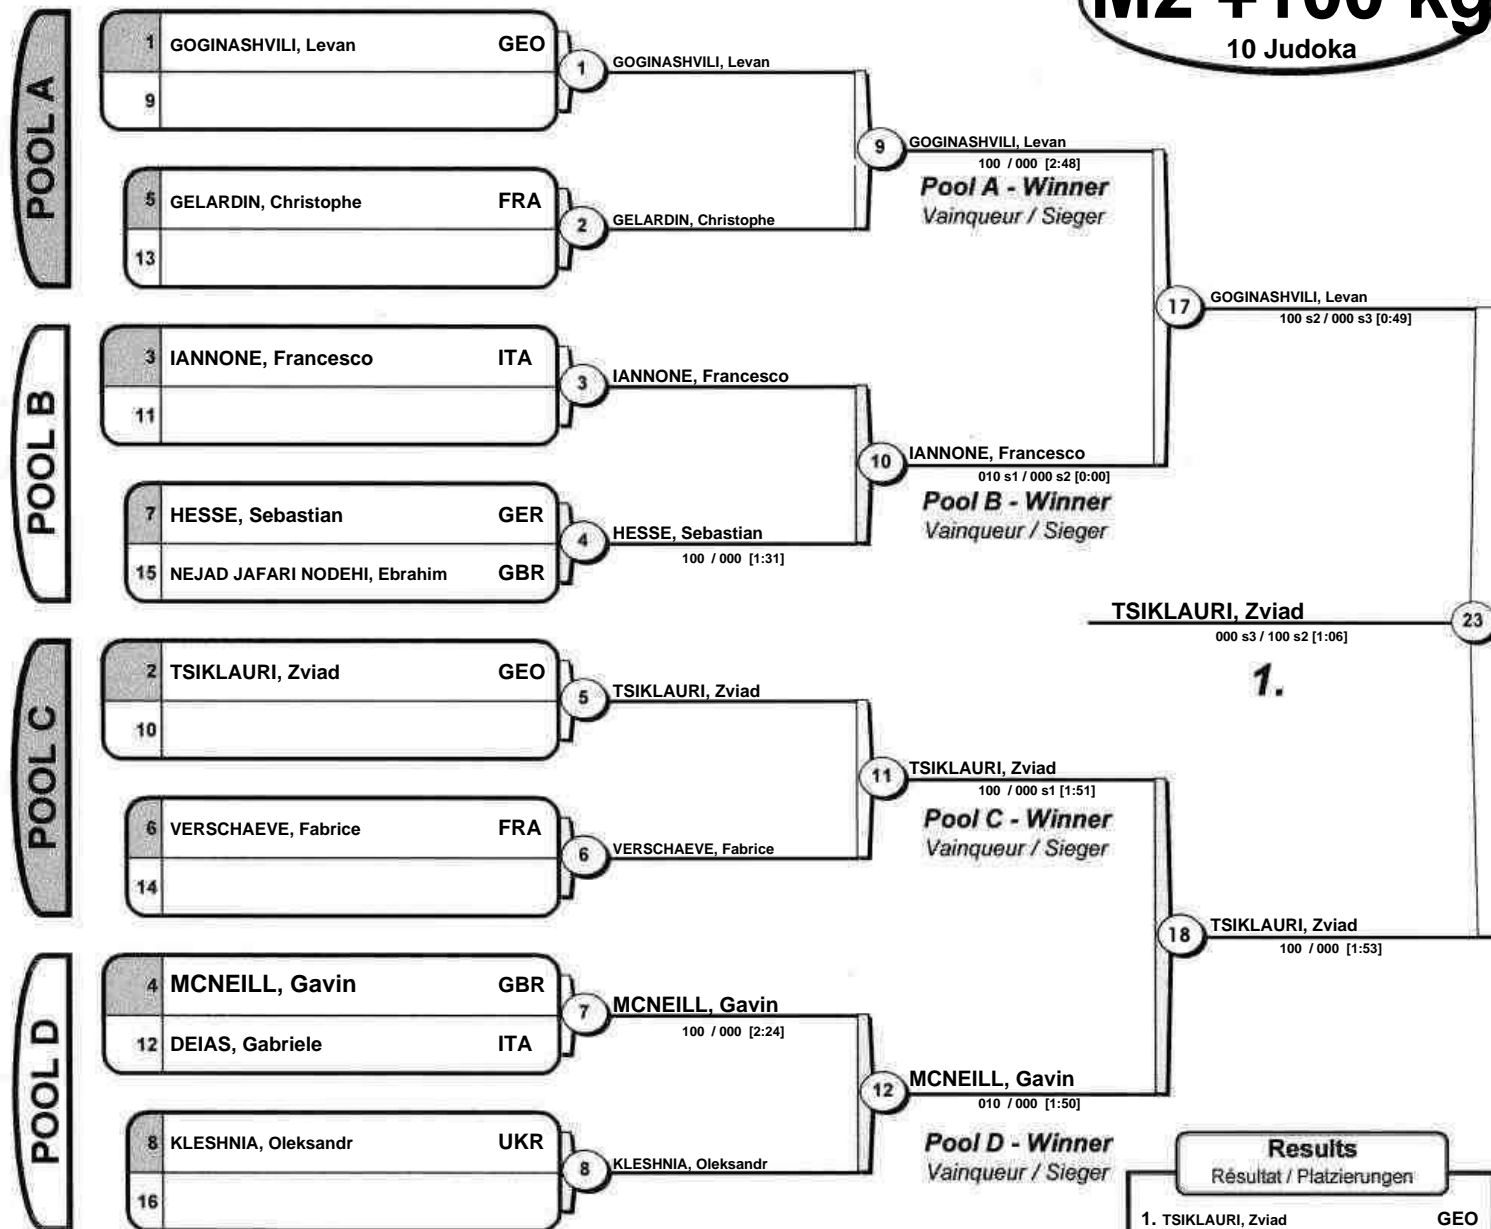 M2 +100 kg
10 Judoka
POOL A
1 GOGINASHVILI, Levan GEO
9
5 GELARDIN, Christophe FRA
13
1 GOGINASHVILI, Levan
2 GELARDIN, Christophe
9 GOGINASHVILI, Levan
100 / 000 [2:48]
Pool A - Winner
Vainqueur / Sieger
POOL B
3 IANNONE, Francesco ITA
11
7 HESSE, Sebastian GER
15 NEJAD JAFARI NODEHI, Ebrahim GBR
3 IANNONE, Francesco
4 HESSE, Sebastian
100 / 000 [1:31]
10 IANNONE, Francesco
010 s1 / 000 s2 [0:00]
Pool B - Winner
Vainqueur / Sieger
17 GOGINASHVILI, Levan
100 s2 / 000 s3 [0:49]
TSIKLAURI, Zviad 23
000 s3 / 100 s2 [1:06]
1.
POOL C
2 TSIKLAURI, Zviad GEO
10
6 VERSCHAEVE, Fabrice FRA
14
5 TSIKLAURI, Zviad
6 VERSCHAEVE, Fabrice
11 TSIKLAURI, Zviad
100 / 000 s1 [1:51]
Pool C - Winner
Vainqueur / Sieger
18 TSIKLAURI, Zviad
100 / 000 [1:53]
POOL D
4 MCNEILL, Gavin GBR
12 DEIAS, Gabriele ITA
8 KLESHNIA, Oleksandr UKR
16
7 MCNEILL, Gavin
100 / 000 [2:24]
8 KLESHNIA, Oleksandr
12 MCNEILL, Gavin
010 / 000 [1:50]
Pool D - Winner
Vainqueur / Sieger
Results
Résultat / Platzierungen
1. TSIKLAURI, Zviad GEO